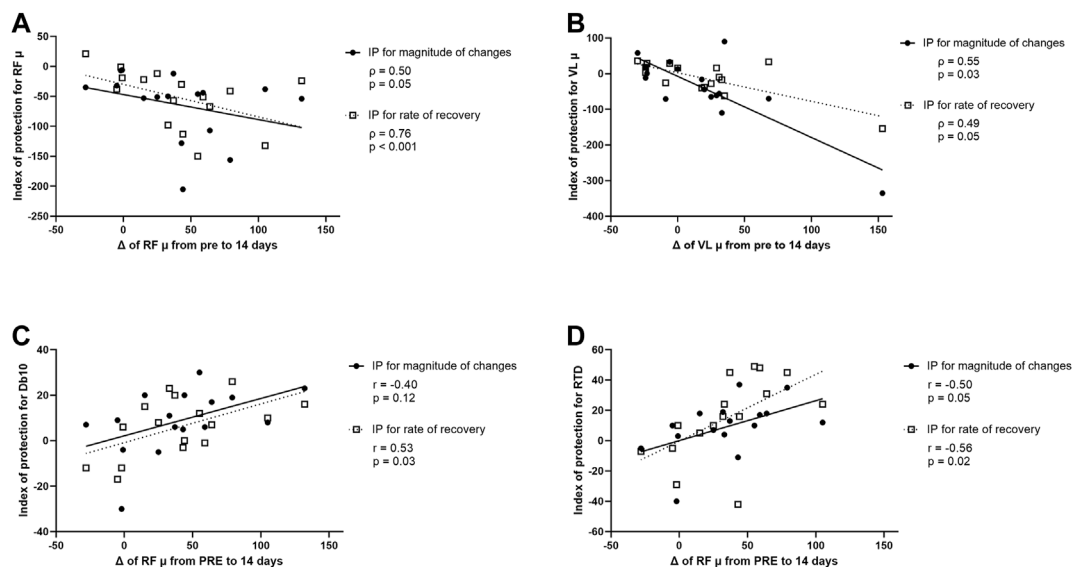 A
50
0
-50
-100
-150
-200
-250
-50
0
50
100
150
Index of protection for RF μ
Δ of RF μ from pre to 14 days
IP for magnitude of changes
ρ = 0.50
p = 0.05
IP for rate of recovery
ρ = 0.76
p < 0.001
B
100
0
-100
-200
-300
-400
-50
0
50
100
150
Index of protection for VL μ
Δ of VL μ from pre to 14 days
IP for magnitude of changes
ρ = 0.55
p = 0.03
IP for rate of recovery
ρ = 0.49
p = 0.05
C
40
20
0
-20
-40
-50
0
50
100
150
Index of protection for Db10
Δ of RF μ from PRE to 14 days
IP for magnitude of changes
r = -0.40
p = 0.12
IP for rate of recovery
r = 0.53
p = 0.03
D
60
40
20
0
-20
-40
-60
-50
0
50
100
150
Index of protection for RTD
Δ of RF μ from PRE to 14 days
IP for magnitude of changes
r = -0.50
p = 0.05
IP for rate of recovery
r = -0.56
p = 0.02